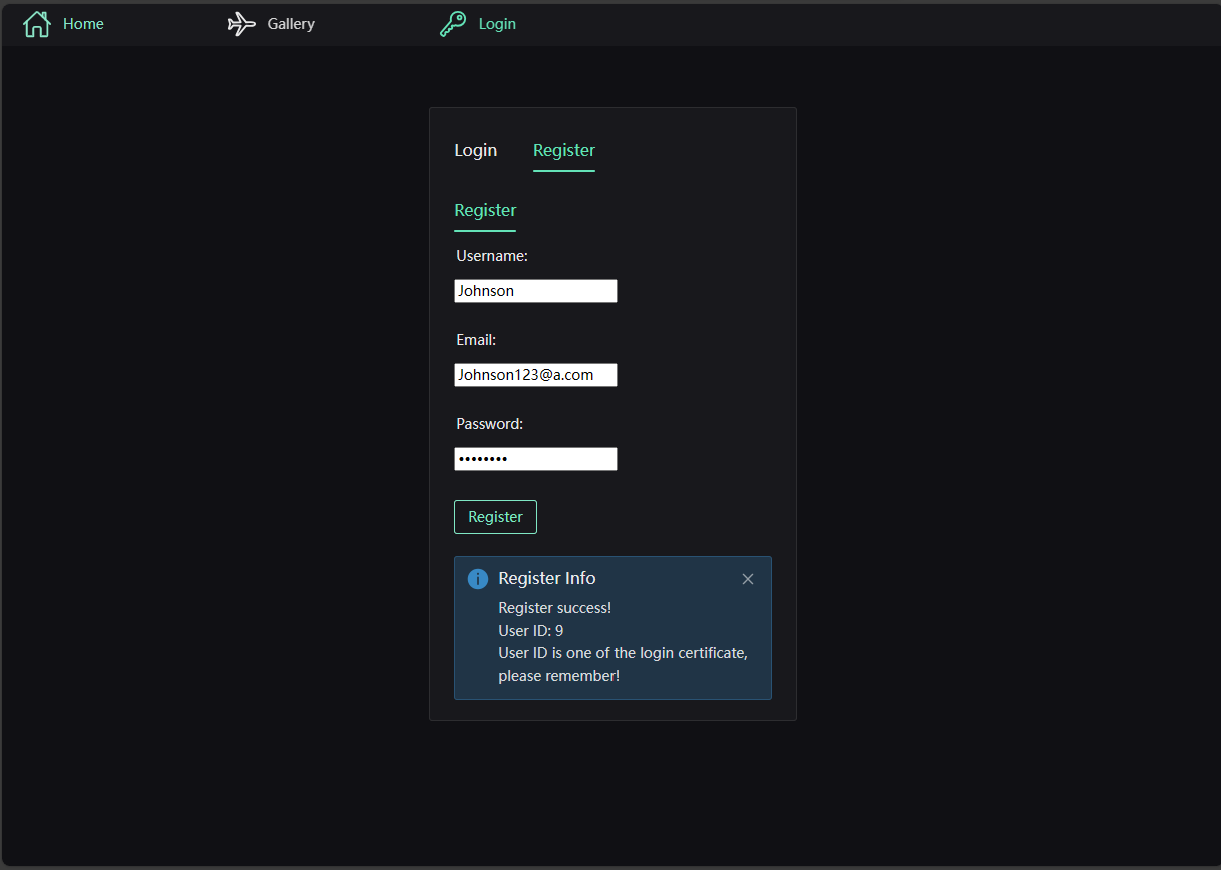 Home Gallery Login
Login Register
Register
Username:
Johnson
Email:
Johnson123@a.com
Password:
••••••••
Register
Register Info
Register success!
User ID: 9
User ID is one of the login certificate,
please remember!